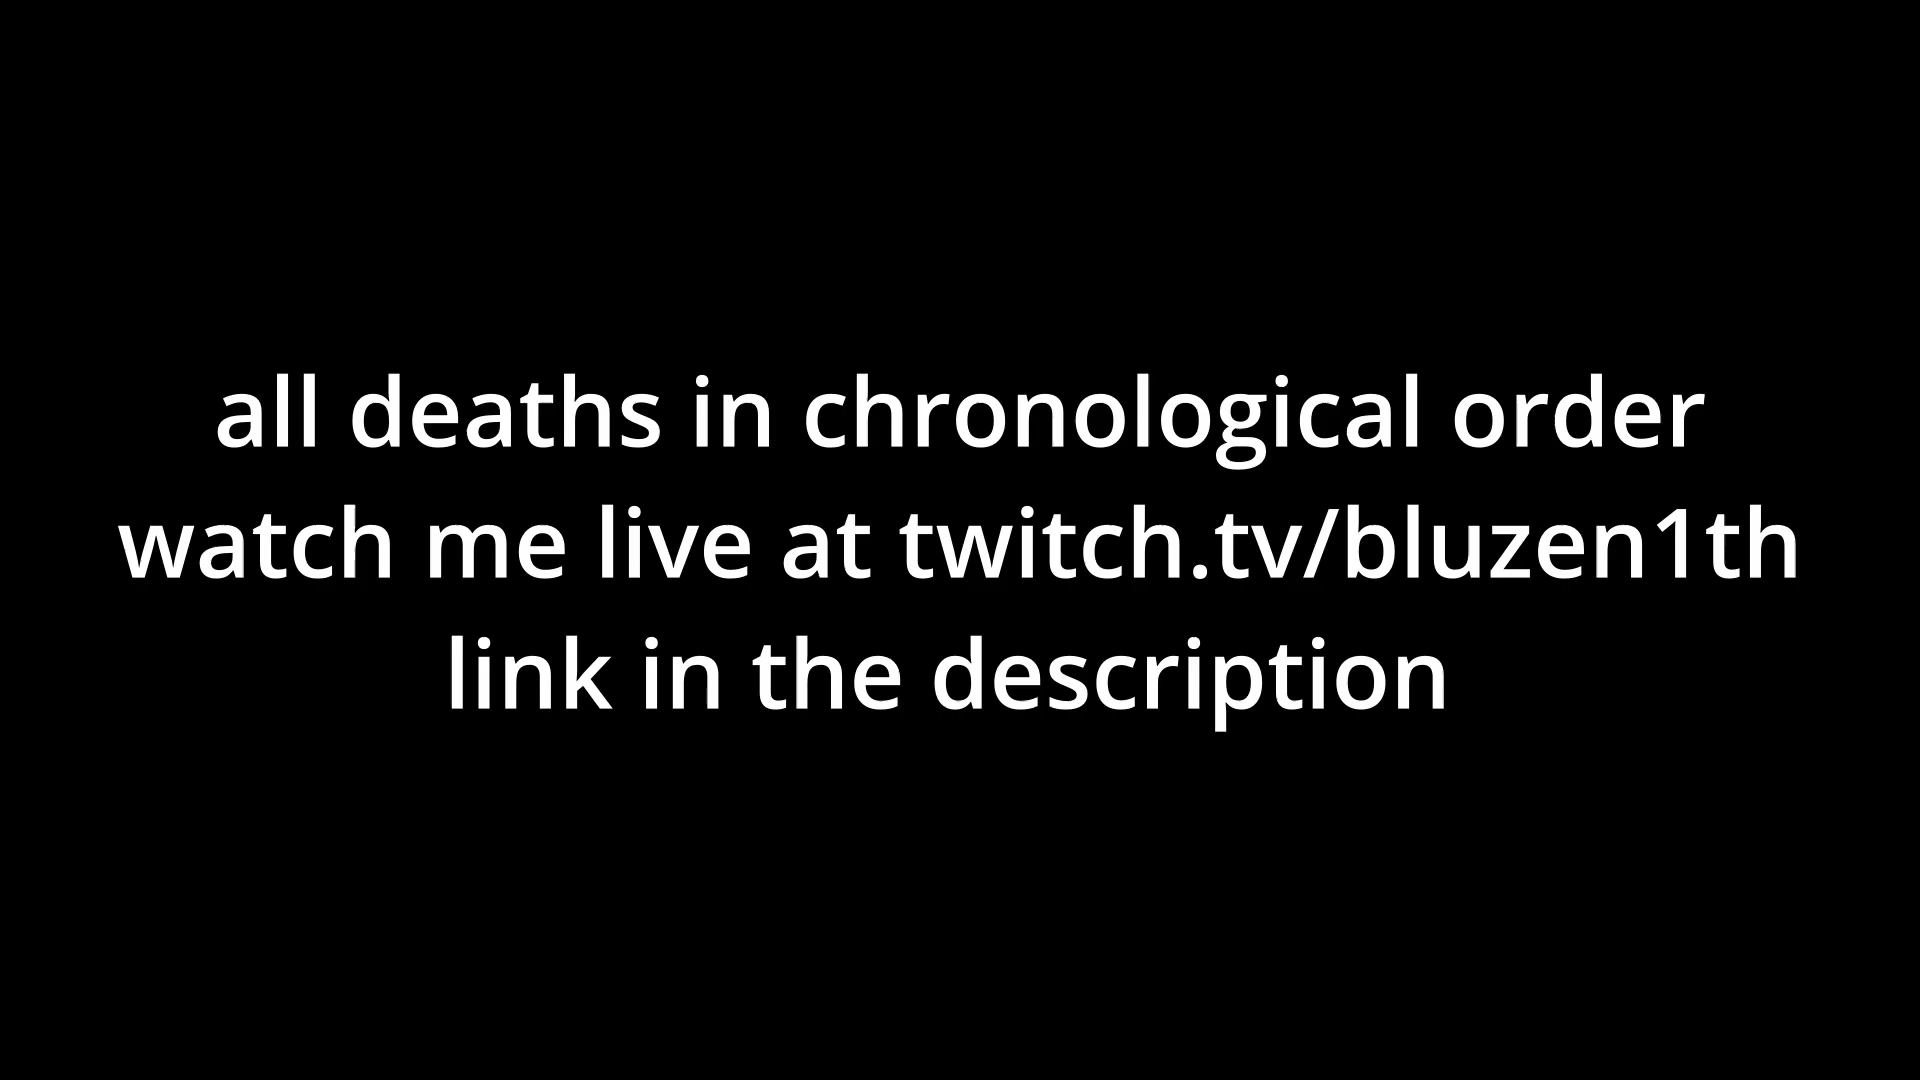 all deaths in chronological order
watch me live at twitch.tv/bluzen1th
link in the description